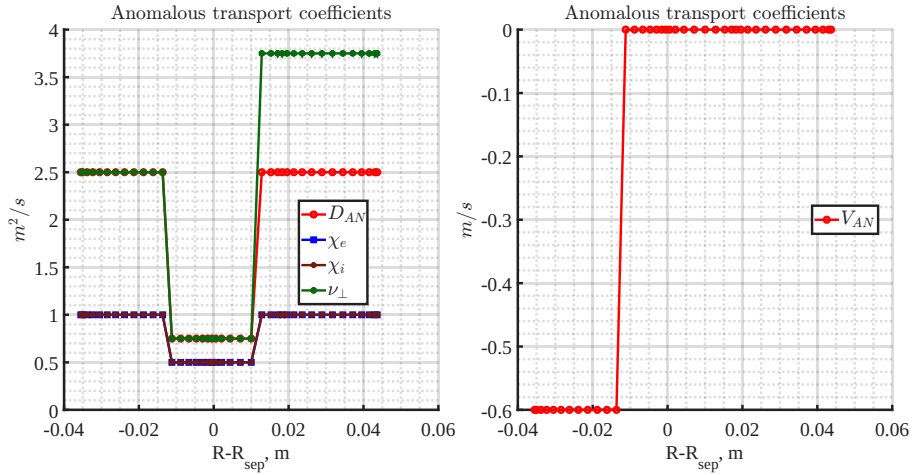 Anomalous transport coefficients
4
3.5
3
2.5
2
1.5
1
0.5
0
m²/s
-0.04
-0.02
0
0.02
0.04
0.06
R-R_sep, m
D_AN
χ_e
χ_i
ν_⊥
Anomalous transport coefficients
-0
-0.1
-0.2
-0.3
-0.4
-0.5
-0.6
m/s
-0.04
-0.02
0
0.02
0.04
0.06
R-R_sep, m
V_AN